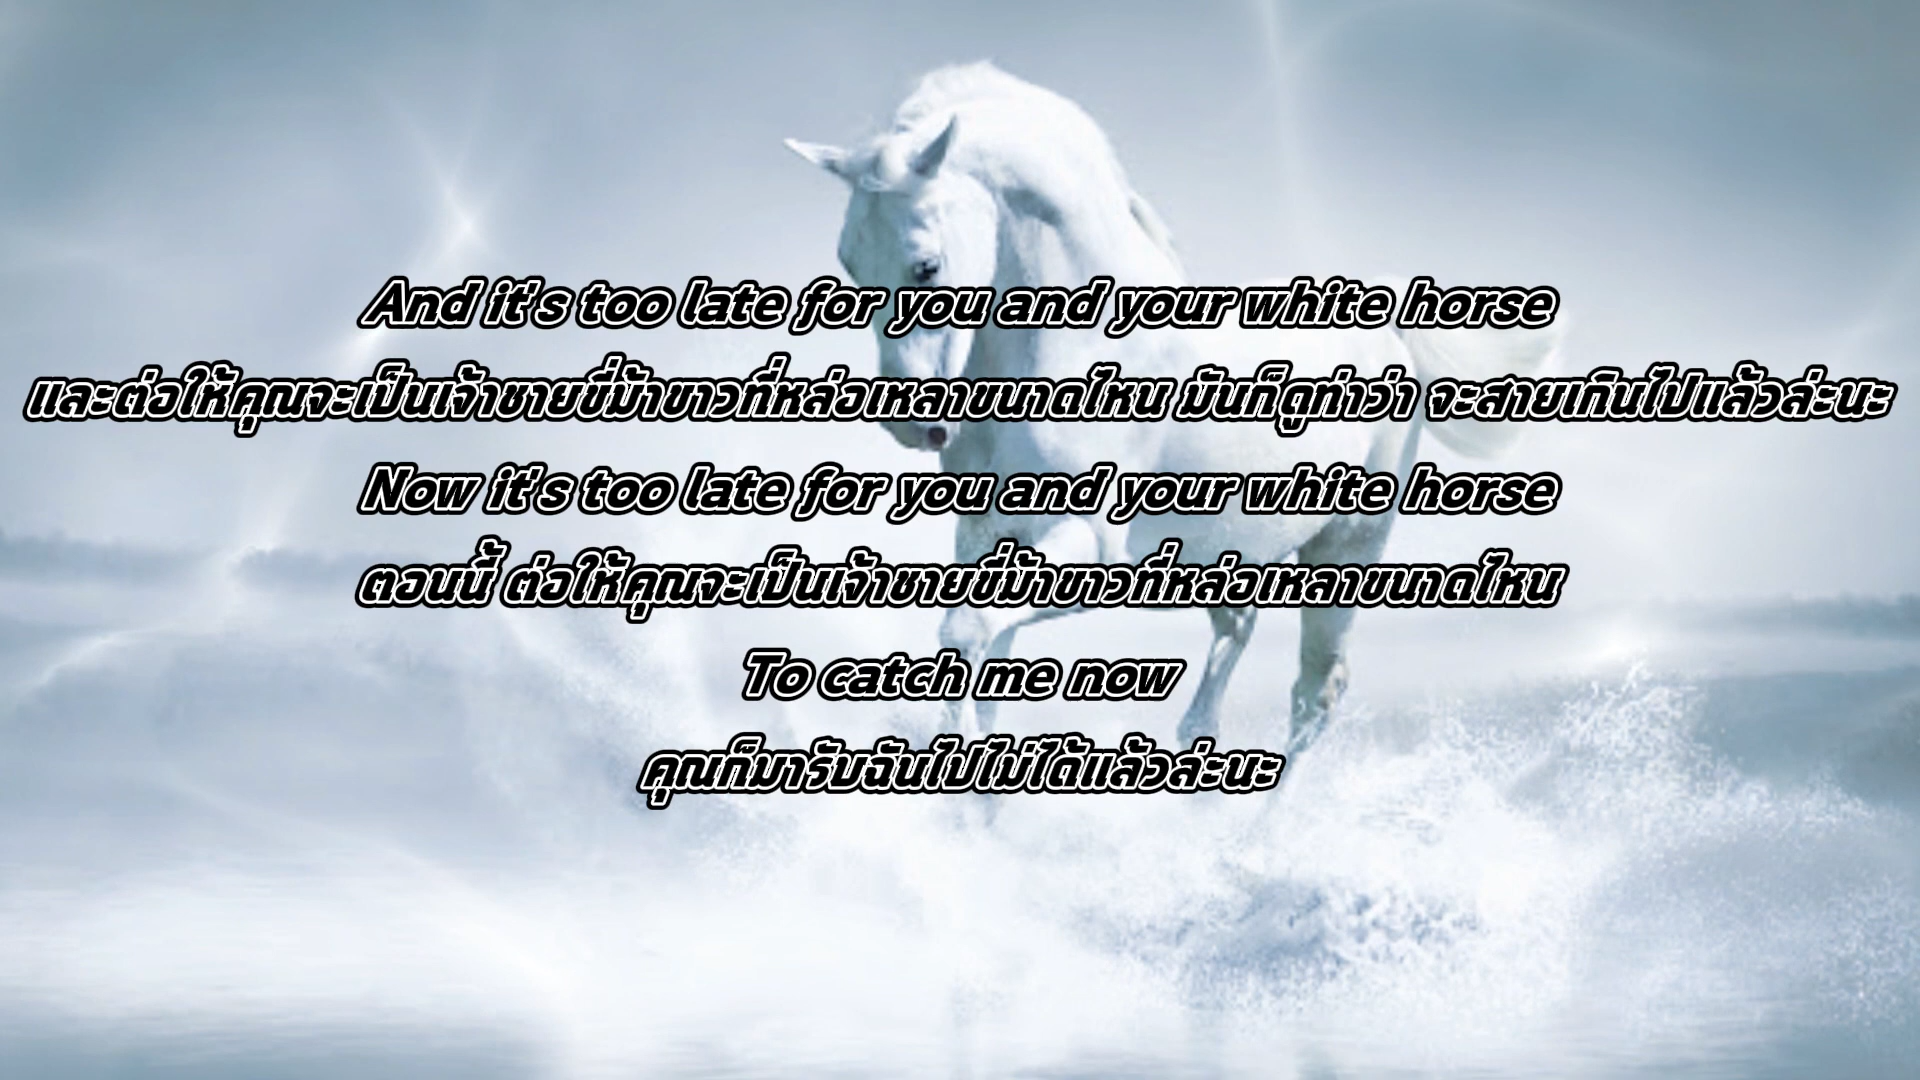 And it's too late for you and your white horse
และต่อให้คุณจะเป็นเจ้าชายขี่ม้าขาวที่หล่อเหลาขนาดไหน มันก็ดูท่าว่า จะสายเกินไปแล้วล่ะนะ
Now it's too late for you and your white horse
ตอนนี้ ต่อให้คุณจะเป็นเจ้าชายขี่ม้าขาวที่หล่อเหลาขนาดไหน
To catch me now
คุณก็มารับฉันไปไม่ได้แล้วล่ะนะ